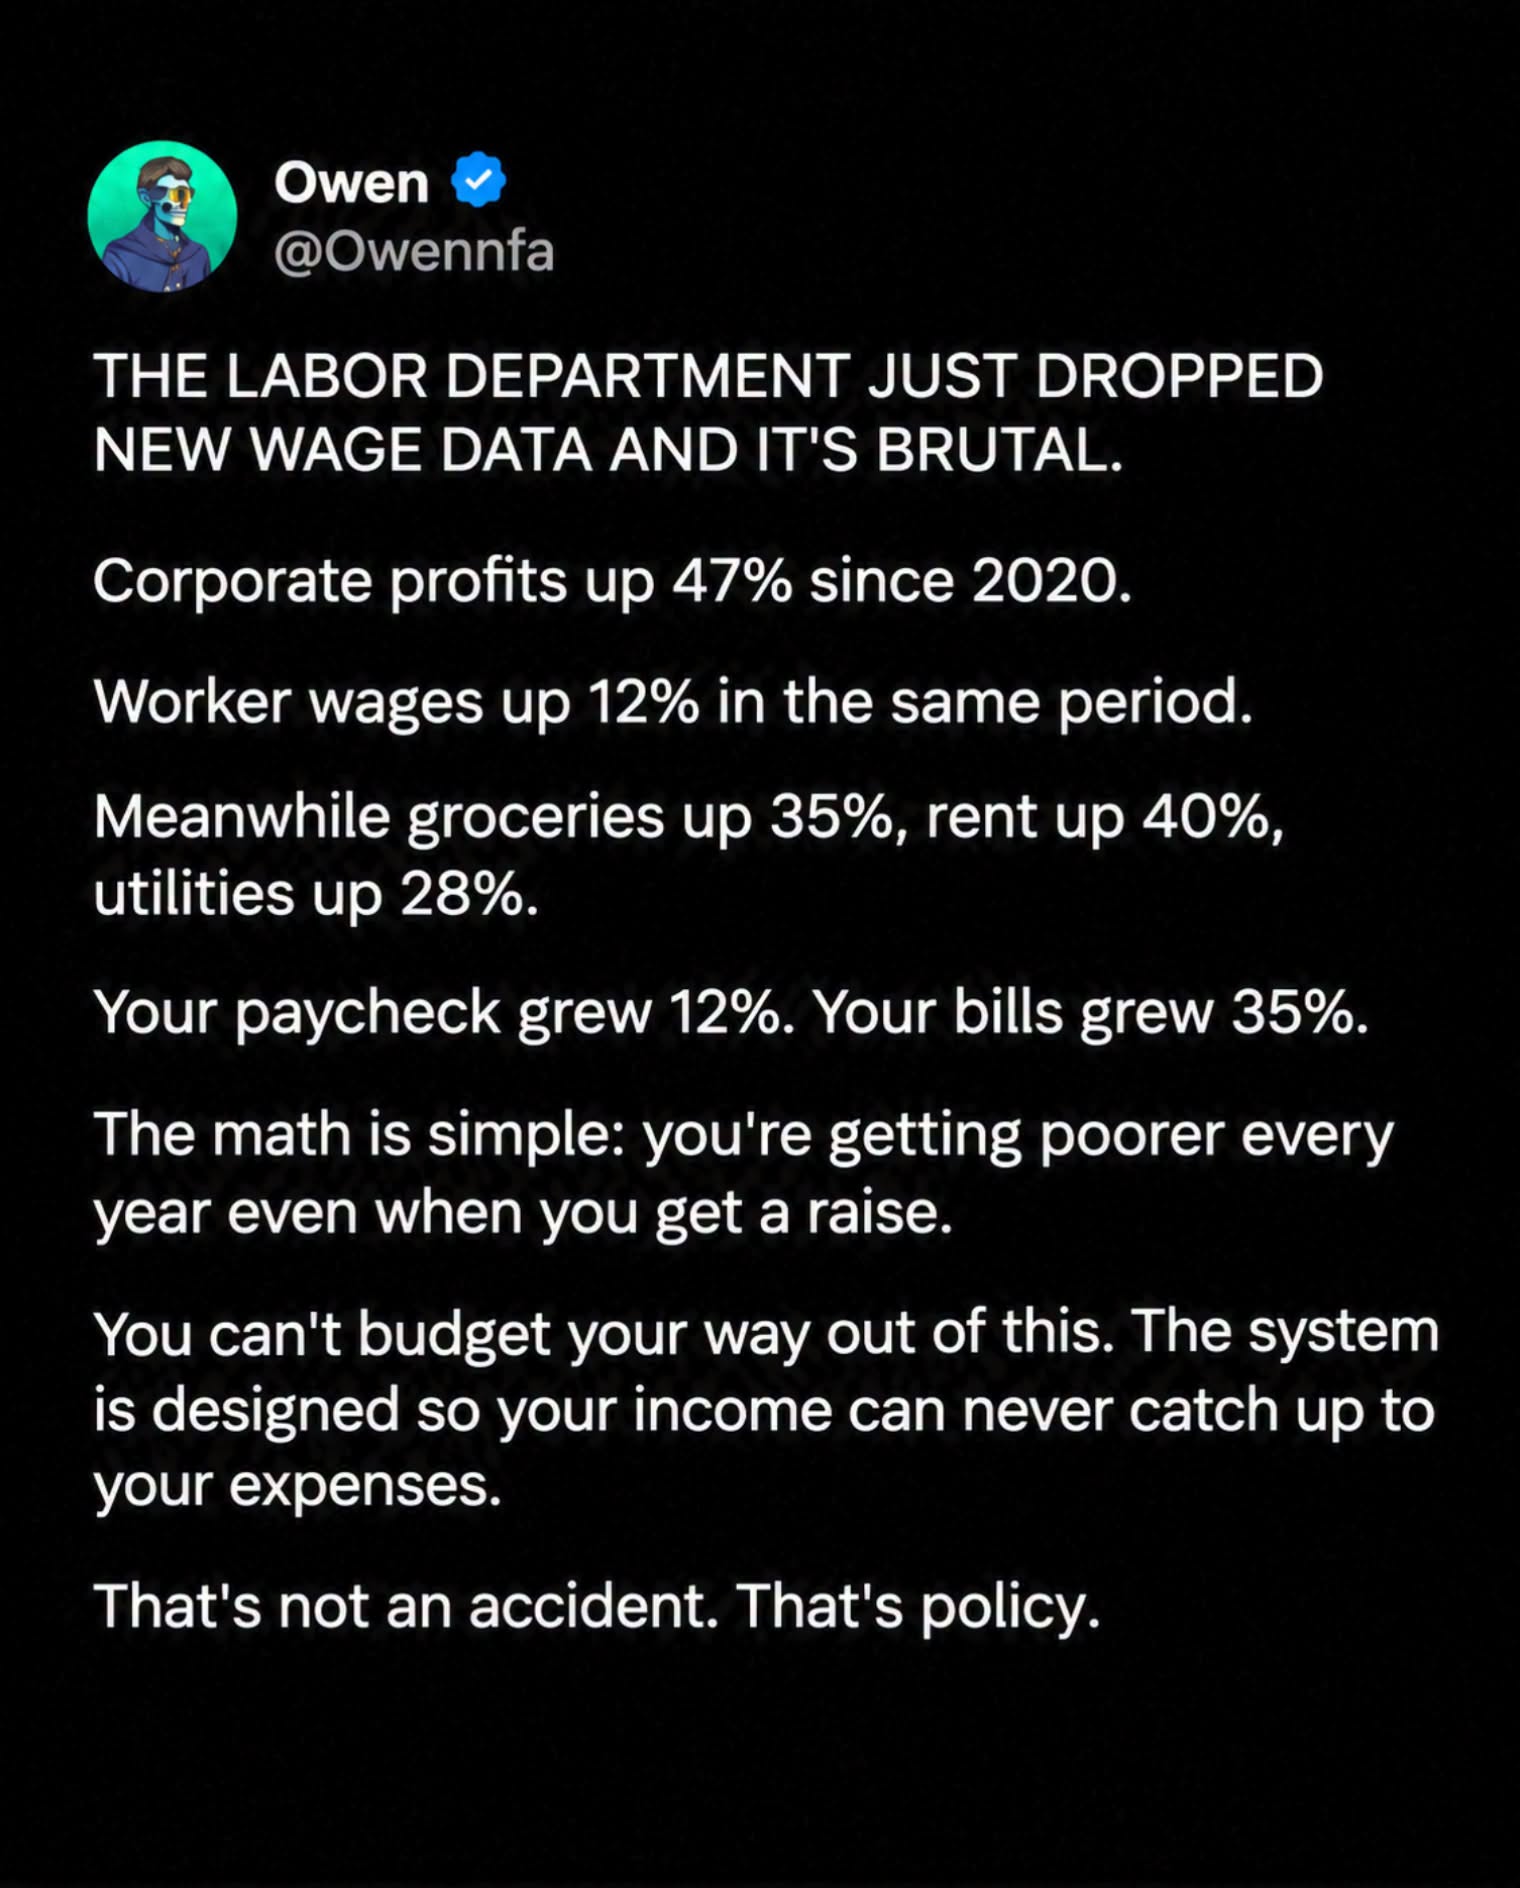 Owen
@Owennfa
THE LABOR DEPARTMENT JUST DROPPED
NEW WAGE DATA AND IT'S BRUTAL.
Corporate profits up 47% since 2020.
Worker wages up 12% in the same period.
Meanwhile groceries up 35%, rent up 40%,
utilities up 28%.
Your paycheck grew 12%. Your bills grew 35%.
The math is simple: you're getting poorer every
year even when you get a raise.
You can't budget your way out of this. The system
is designed so your income can never catch up to
your expenses.
That's not an accident. That's policy.